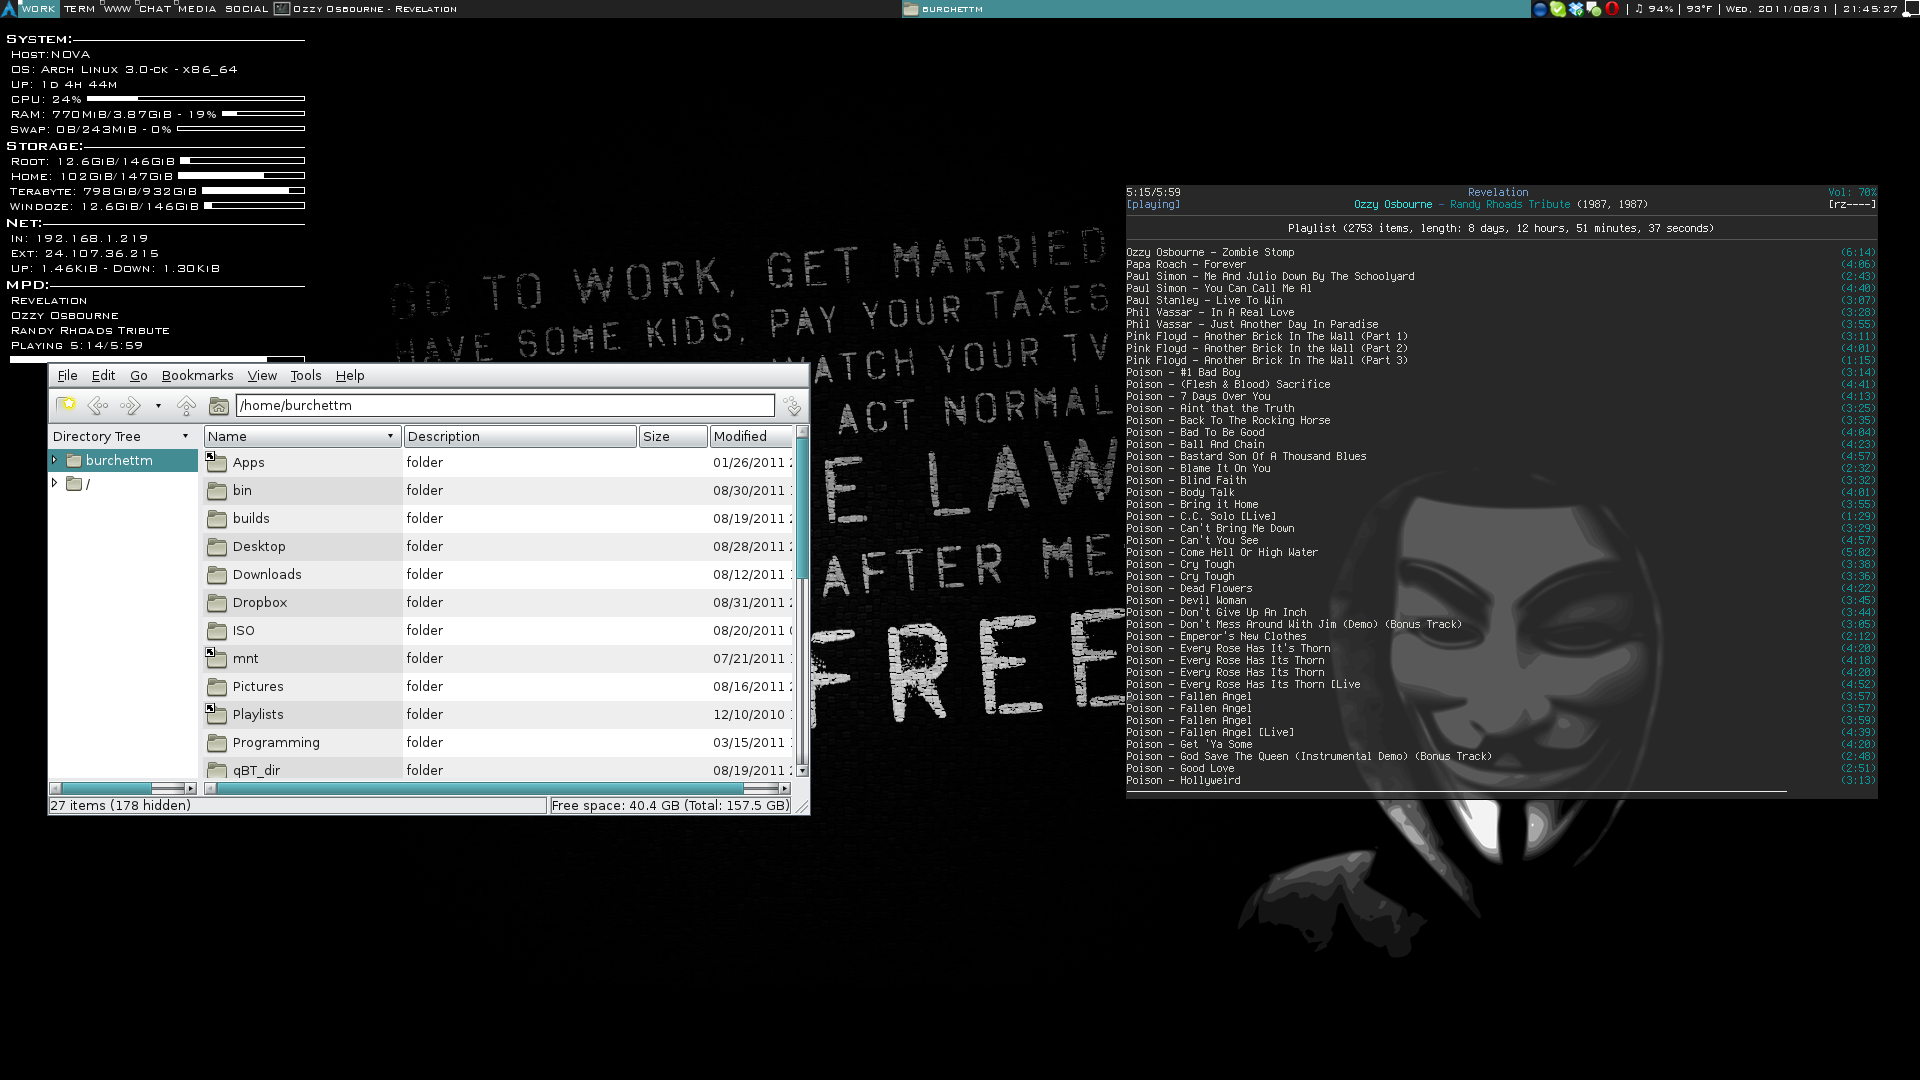 WORK TERM WWW CHAT MEDIA SOCIAL Ozzy Osbourne - Revelation
burchettm
| ♫ 94% | 93°F | Wed, 2011/08/31 | 21:45:27
System:
Host:NOVA
OS: Arch Linux 3.0-ck - x86_64
Up: 1d 4h 44m
CPU: 24%
RAM: 770MiB/3.87GiB - 19%
Swap: 0B/243MiB - 0%
Storage:
Root: 12.6GiB/146GiB
Home: 102GiB/147GiB
Terabyte: 798GiB/932GiB
Windoze: 12.6GiB/146GiB
Net:
In: 192.168.1.219
Ext: 24.107.36.215
Up: 1.46KiB - Down: 1.30KiB
MPD:
Revelation
Ozzy Osbourne
Randy Rhoads Tribute
Playing 5:14/5:59
GO TO WORK, GET MARRIED
HAVE SOME KIDS, PAY YOUR TAXES
WATCH YOUR TV
ACT NORMAL
E LAW
AFTER ME
FREE
File Edit Go Bookmarks View Tools Help
/home/burchettm
Directory Tree
burchettm
/
Name Description Size Modified
Apps folder 01/26/2011
bin folder 08/30/2011
builds folder 08/19/2011
Desktop folder 08/28/2011
Downloads folder 08/12/2011
Dropbox folder 08/31/2011
ISO folder 08/20/2011
mnt folder 07/21/2011
Pictures folder 08/16/2011
Playlists folder 12/10/2010
Programming folder 03/15/2011
qBT_dir folder 08/19/2011
27 items (178 hidden) Free space: 40.4 GB (Total: 157.5 GB)
5:15/5:59 Revelation Vol: 70%
[playing] Ozzy Osbourne - Randy Rhoads Tribute (1987, 1987) [rz----]
Playlist (2753 items, length: 8 days, 12 hours, 51 minutes, 37 seconds)
Ozzy Osbourne - Zombie Stomp (6:14)
Papa Roach - Forever (4:06)
Paul Simon - Me And Julio Down By The Schoolyard (2:43)
Paul Simon - You Can Call Me Al (4:40)
Paul Stanley - Live To Win (3:07)
Phil Vassar - In A Real Love (3:28)
Phil Vassar - Just Another Day In Paradise (3:55)
Pink Floyd - Another Brick In the Wall (Part 1) (3:11)
Pink Floyd - Another Brick In the Wall (Part 2) (4:01)
Pink Floyd - Another Brick In the Wall (Part 3) (1:15)
Poison - #1 Bad Boy (3:14)
Poison - (Flesh & Blood) Sacrifice (4:41)
Poison - 7 Days Over You (4:13)
Poison - Aint that the Truth (3:25)
Poison - Back To The Rocking Horse (3:35)
Poison - Bad To Be Good (4:04)
Poison - Ball And Chain (4:23)
Poison - Bastard Son Of A Thousand Blues (4:57)
Poison - Blame It On You (2:32)
Poison - Blind Faith (3:32)
Poison - Body Talk (4:01)
Poison - Bring it Home (3:55)
Poison - C.C. Solo [Live] (1:29)
Poison - Can't Bring Me Down (3:29)
Poison - Can't You See (4:57)
Poison - Come Hell Or High Water (5:02)
Poison - Cry Tough (3:38)
Poison - Cry Tough (3:36)
Poison - Dead Flowers (4:22)
Poison - Devil Woman (3:45)
Poison - Don't Give Up An Inch (3:44)
Poison - Don't Mess Around With Jim (Demo) (Bonus Track) (3:05)
Poison - Emperor's New Clothes (2:12)
Poison - Every Rose Has It's Thorn (4:20)
Poison - Every Rose Has Its Thorn (4:18)
Poison - Every Rose Has Its Thorn (4:20)
Poison - Every Rose Has Its Thorn [Live (4:52)
Poison - Fallen Angel (3:57)
Poison - Fallen Angel (3:57)
Poison - Fallen Angel (3:59)
Poison - Fallen Angel [Live] (4:39)
Poison - Get 'Ya Some (4:20)
Poison - God Save The Queen (Instrumental Demo) (Bonus Track) (2:48)
Poison - Good Love (2:51)
Poison - Hollyweird (3:13)